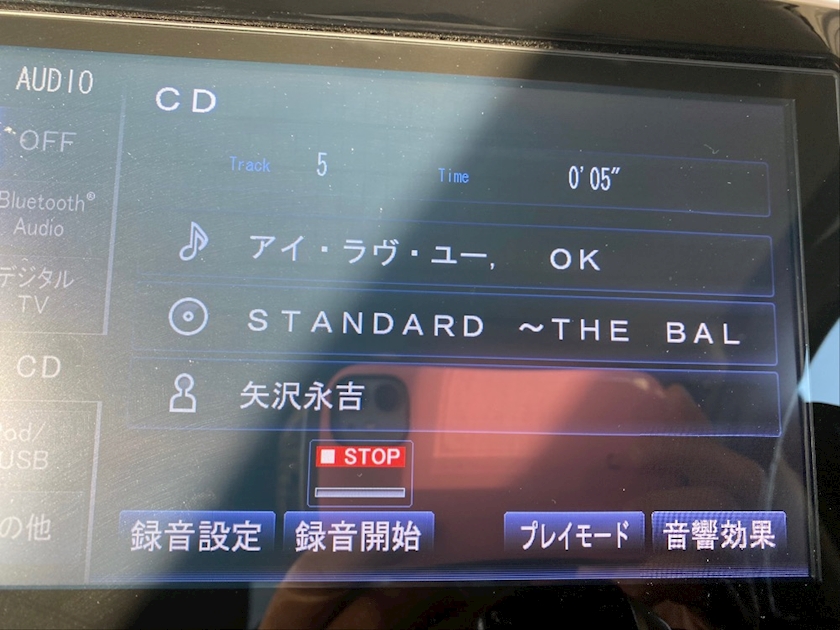 AUDIO
CD
OFF
Track 5 Time 0'05"
Bluetooth®
Audio
アイ・ラヴ・ユー, OK
デジタル
TV
STANDARD ~THE BAL
CD
矢沢永吉
Pod/
USB
■ STOP
の他
録音設定 録音開始 プレイモード 音響効果